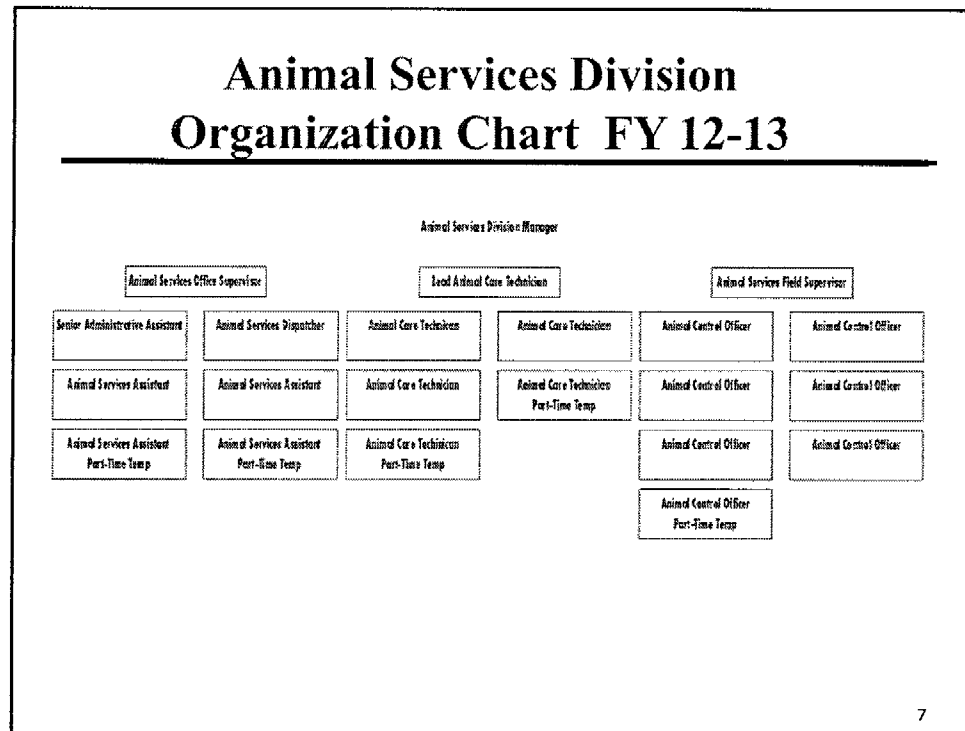 Animal Services Division
Organization Chart FY 12-13
Animal Services Division Manager
Animal Services Office Supervisor
Lead Animal Care Technician
Animal Services Field Supervisor
Senior Administrative Assistant
Animal Services Dispatcher
Animal Care Technician
Animal Care Technician
Animal Control Officer
Animal Control Officer
Animal Services Assistant
Animal Services Assistant
Animal Care Technician
Animal Care Technician
Part-Time Temp
Animal Control Officer
Animal Control Officer
Animal Services Assistant
Part-Time Temp
Animal Services Assistant
Part-Time Temp
Animal Care Technician
Part-Time Temp
Animal Control Officer
Animal Control Officer
Animal Control Officer
Part-Time Temp
7